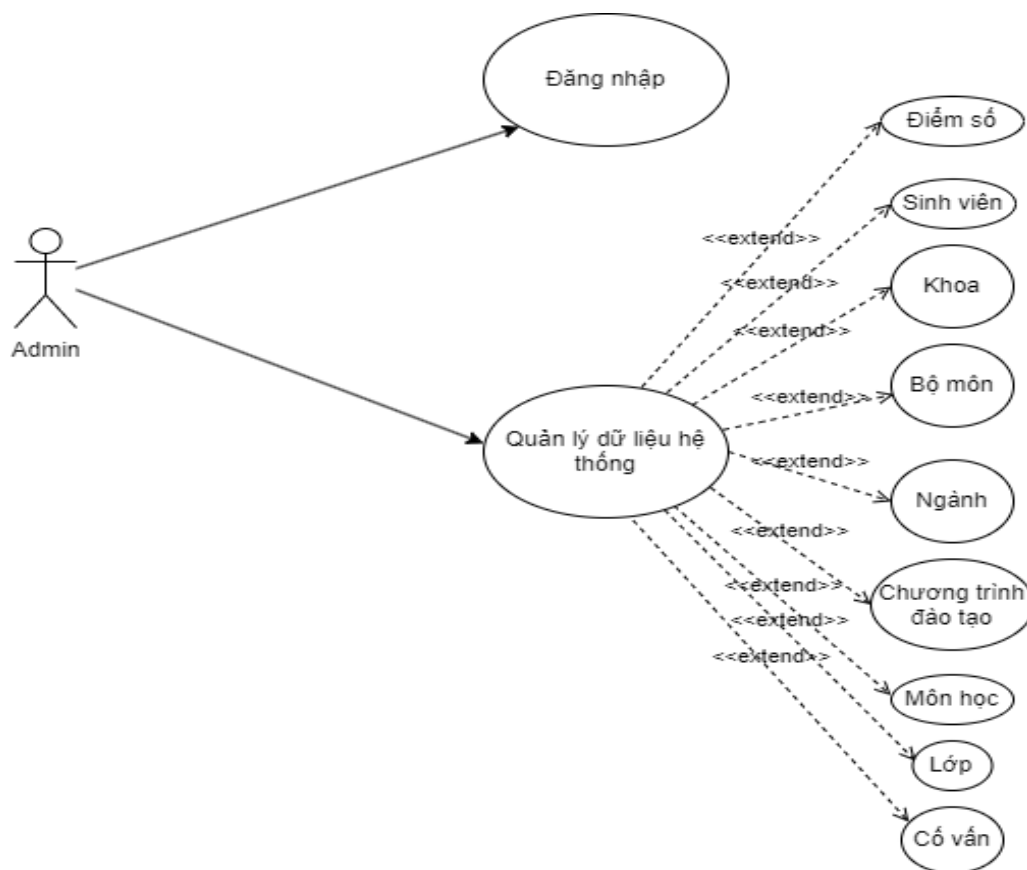 Đăng nhập
Điểm số
Sinh viên
<<extend>>
<<extend>>
Khoa
<<extend>>
Admin
Bộ môn
<<extend>>
Quản lý dữ liệu hệ
thống
<<extend>>
Ngành
<<extend>>
Chương trình
đào tạo
<<extend>>
<<extend>>
<<extend>>
Môn học
Lớp
Cố vấn